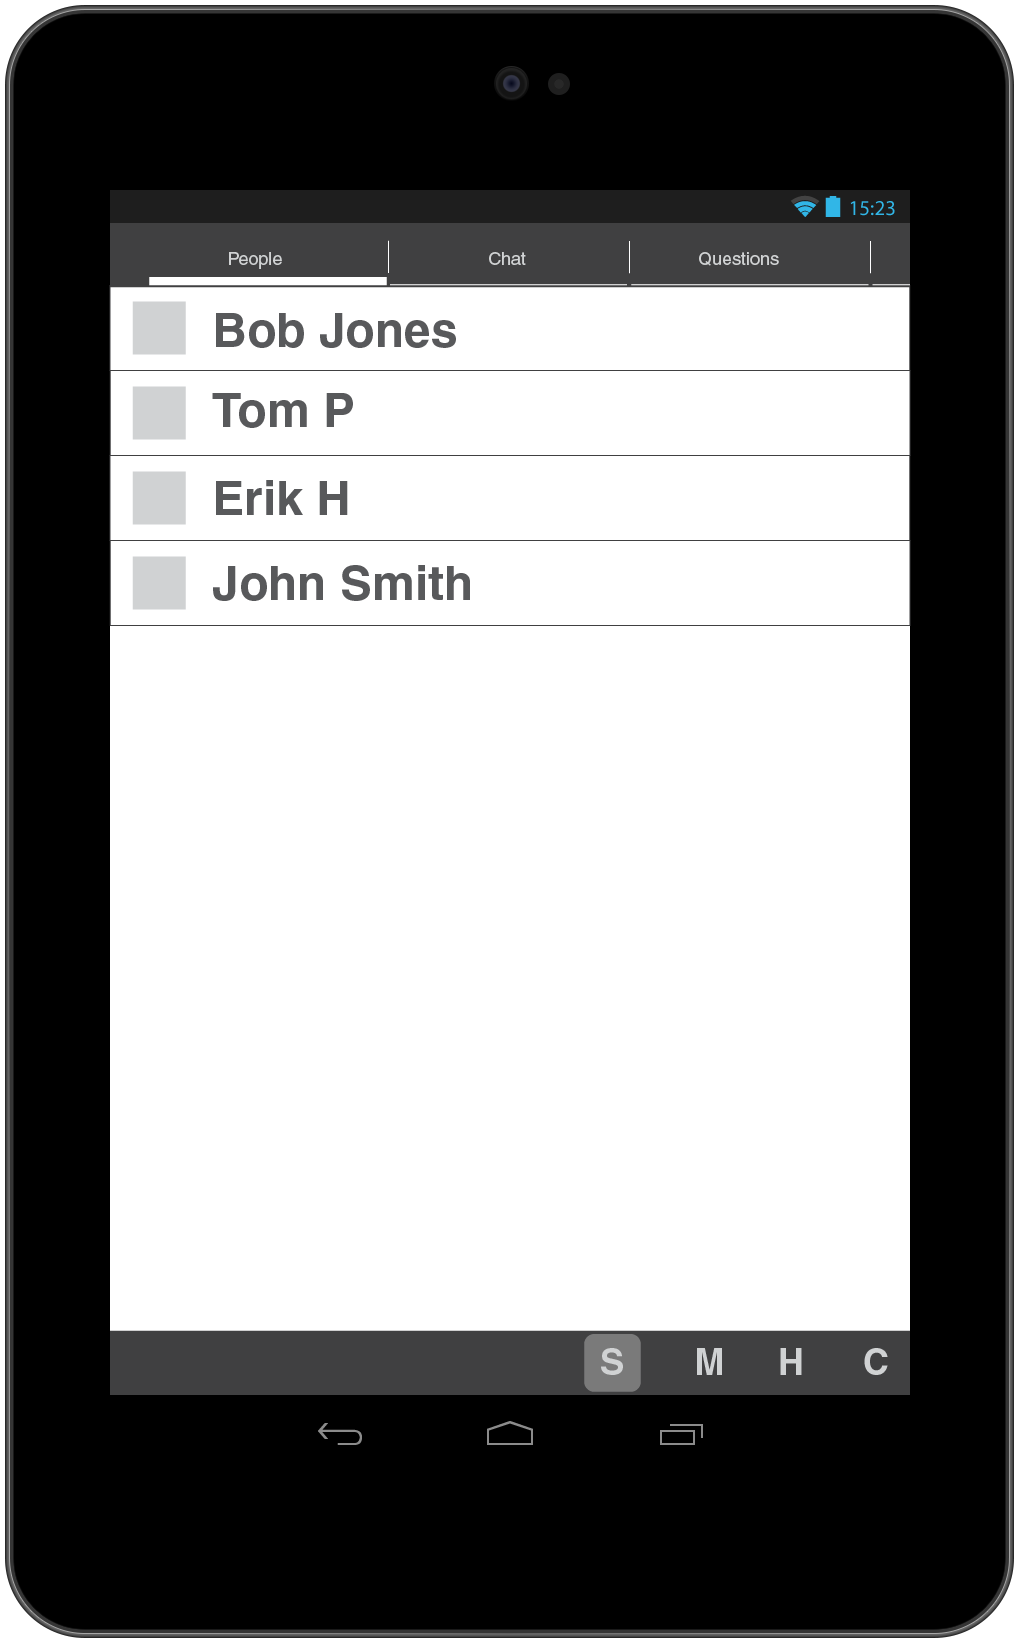 15:23
People Chat Questions
Bob Jones
Tom P
Erik H
John Smith
S M H C